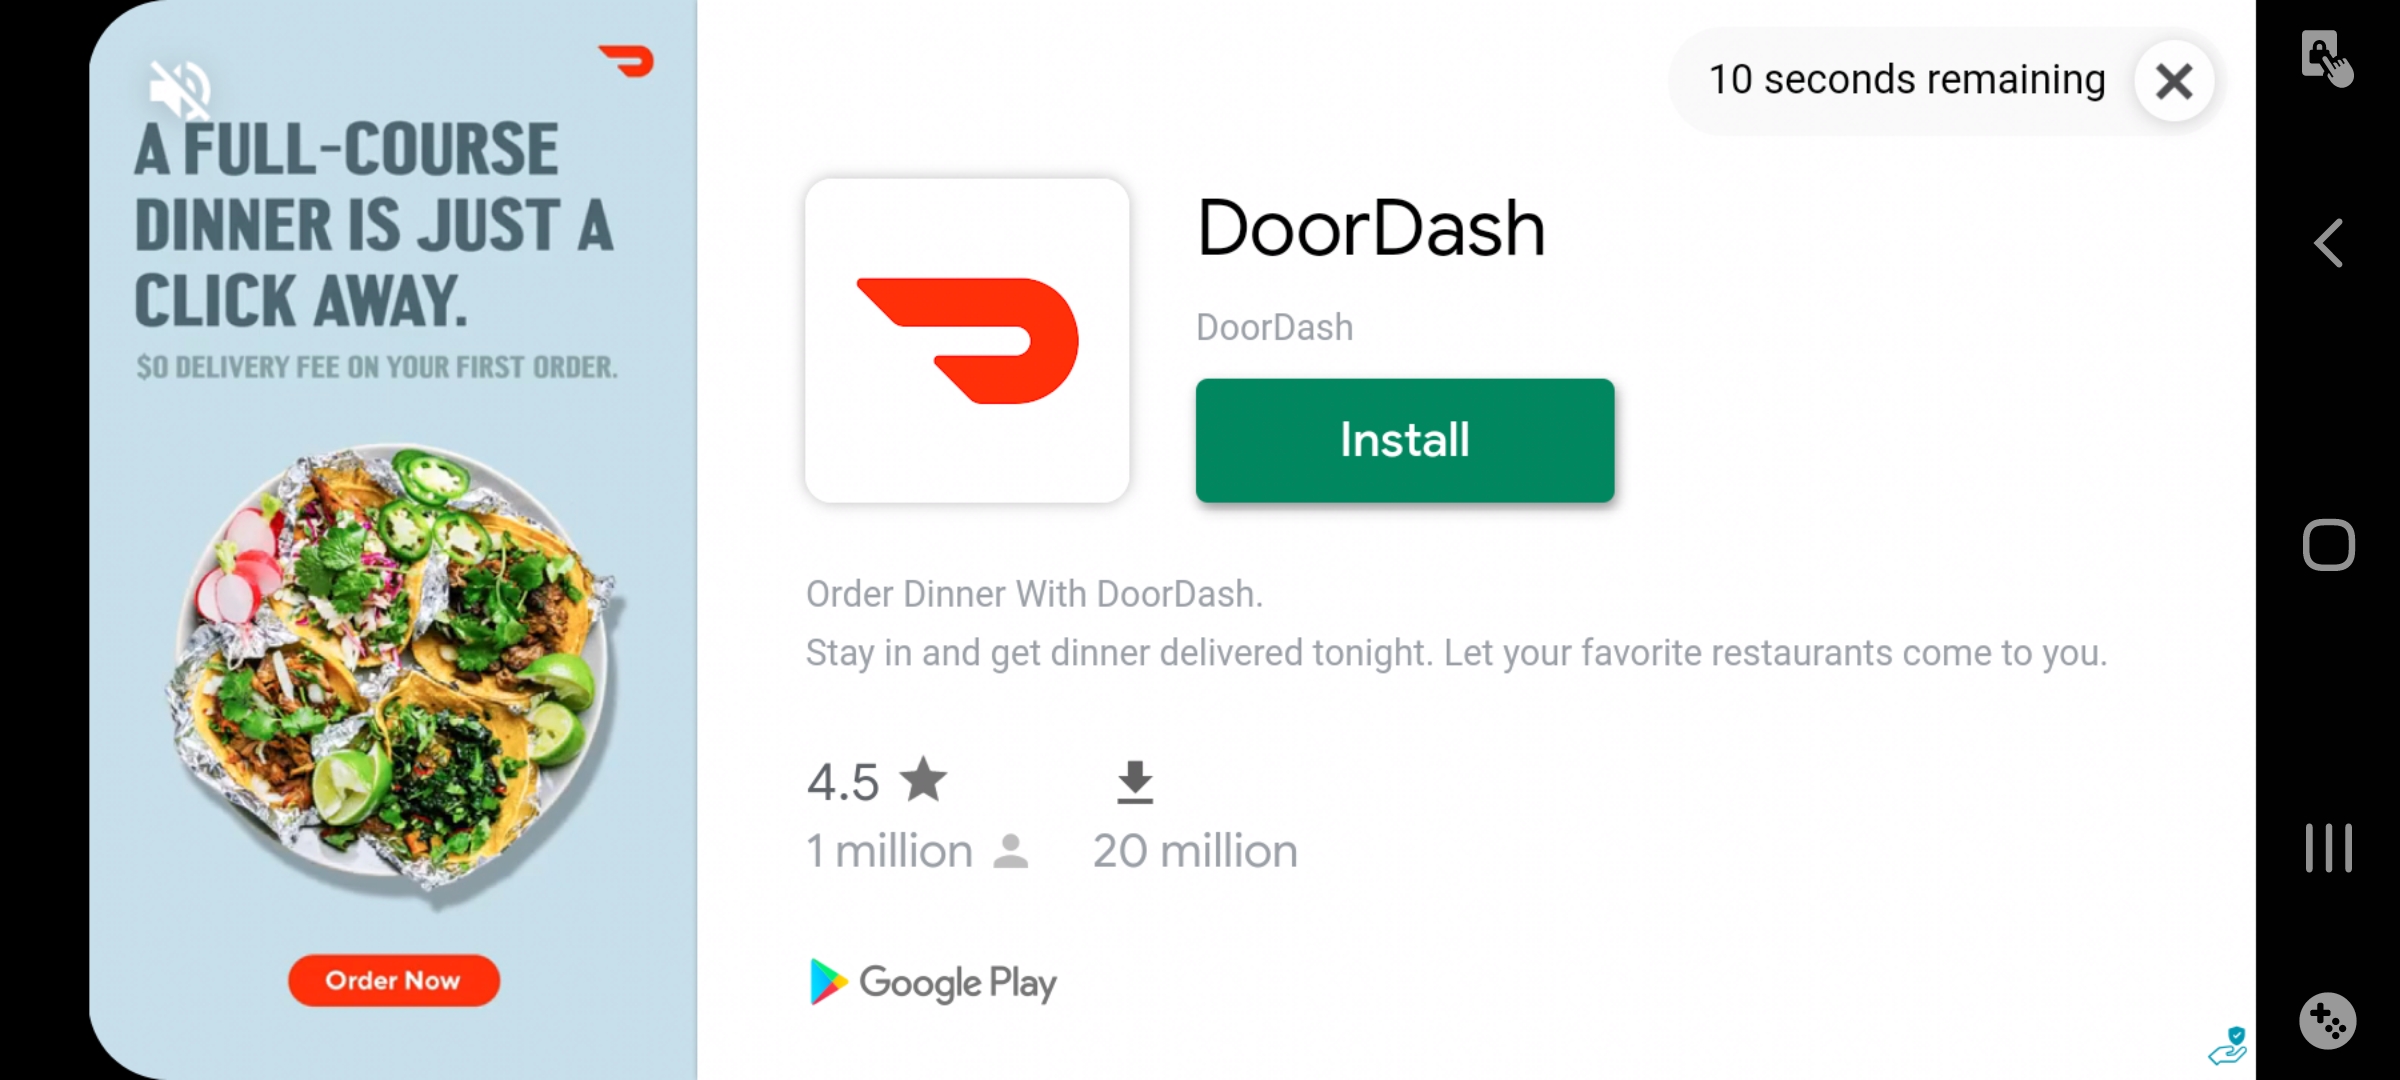 A FULL-COURSE
DINNER IS JUST A
CLICK AWAY.
$0 DELIVERY FEE ON YOUR FIRST ORDER.
Order Now
10 seconds remaining
DoorDash
DoorDash
Install
Order Dinner With DoorDash.
Stay in and get dinner delivered tonight. Let your favorite restaurants come to you.
4.5
1 million
20 million
Google Play